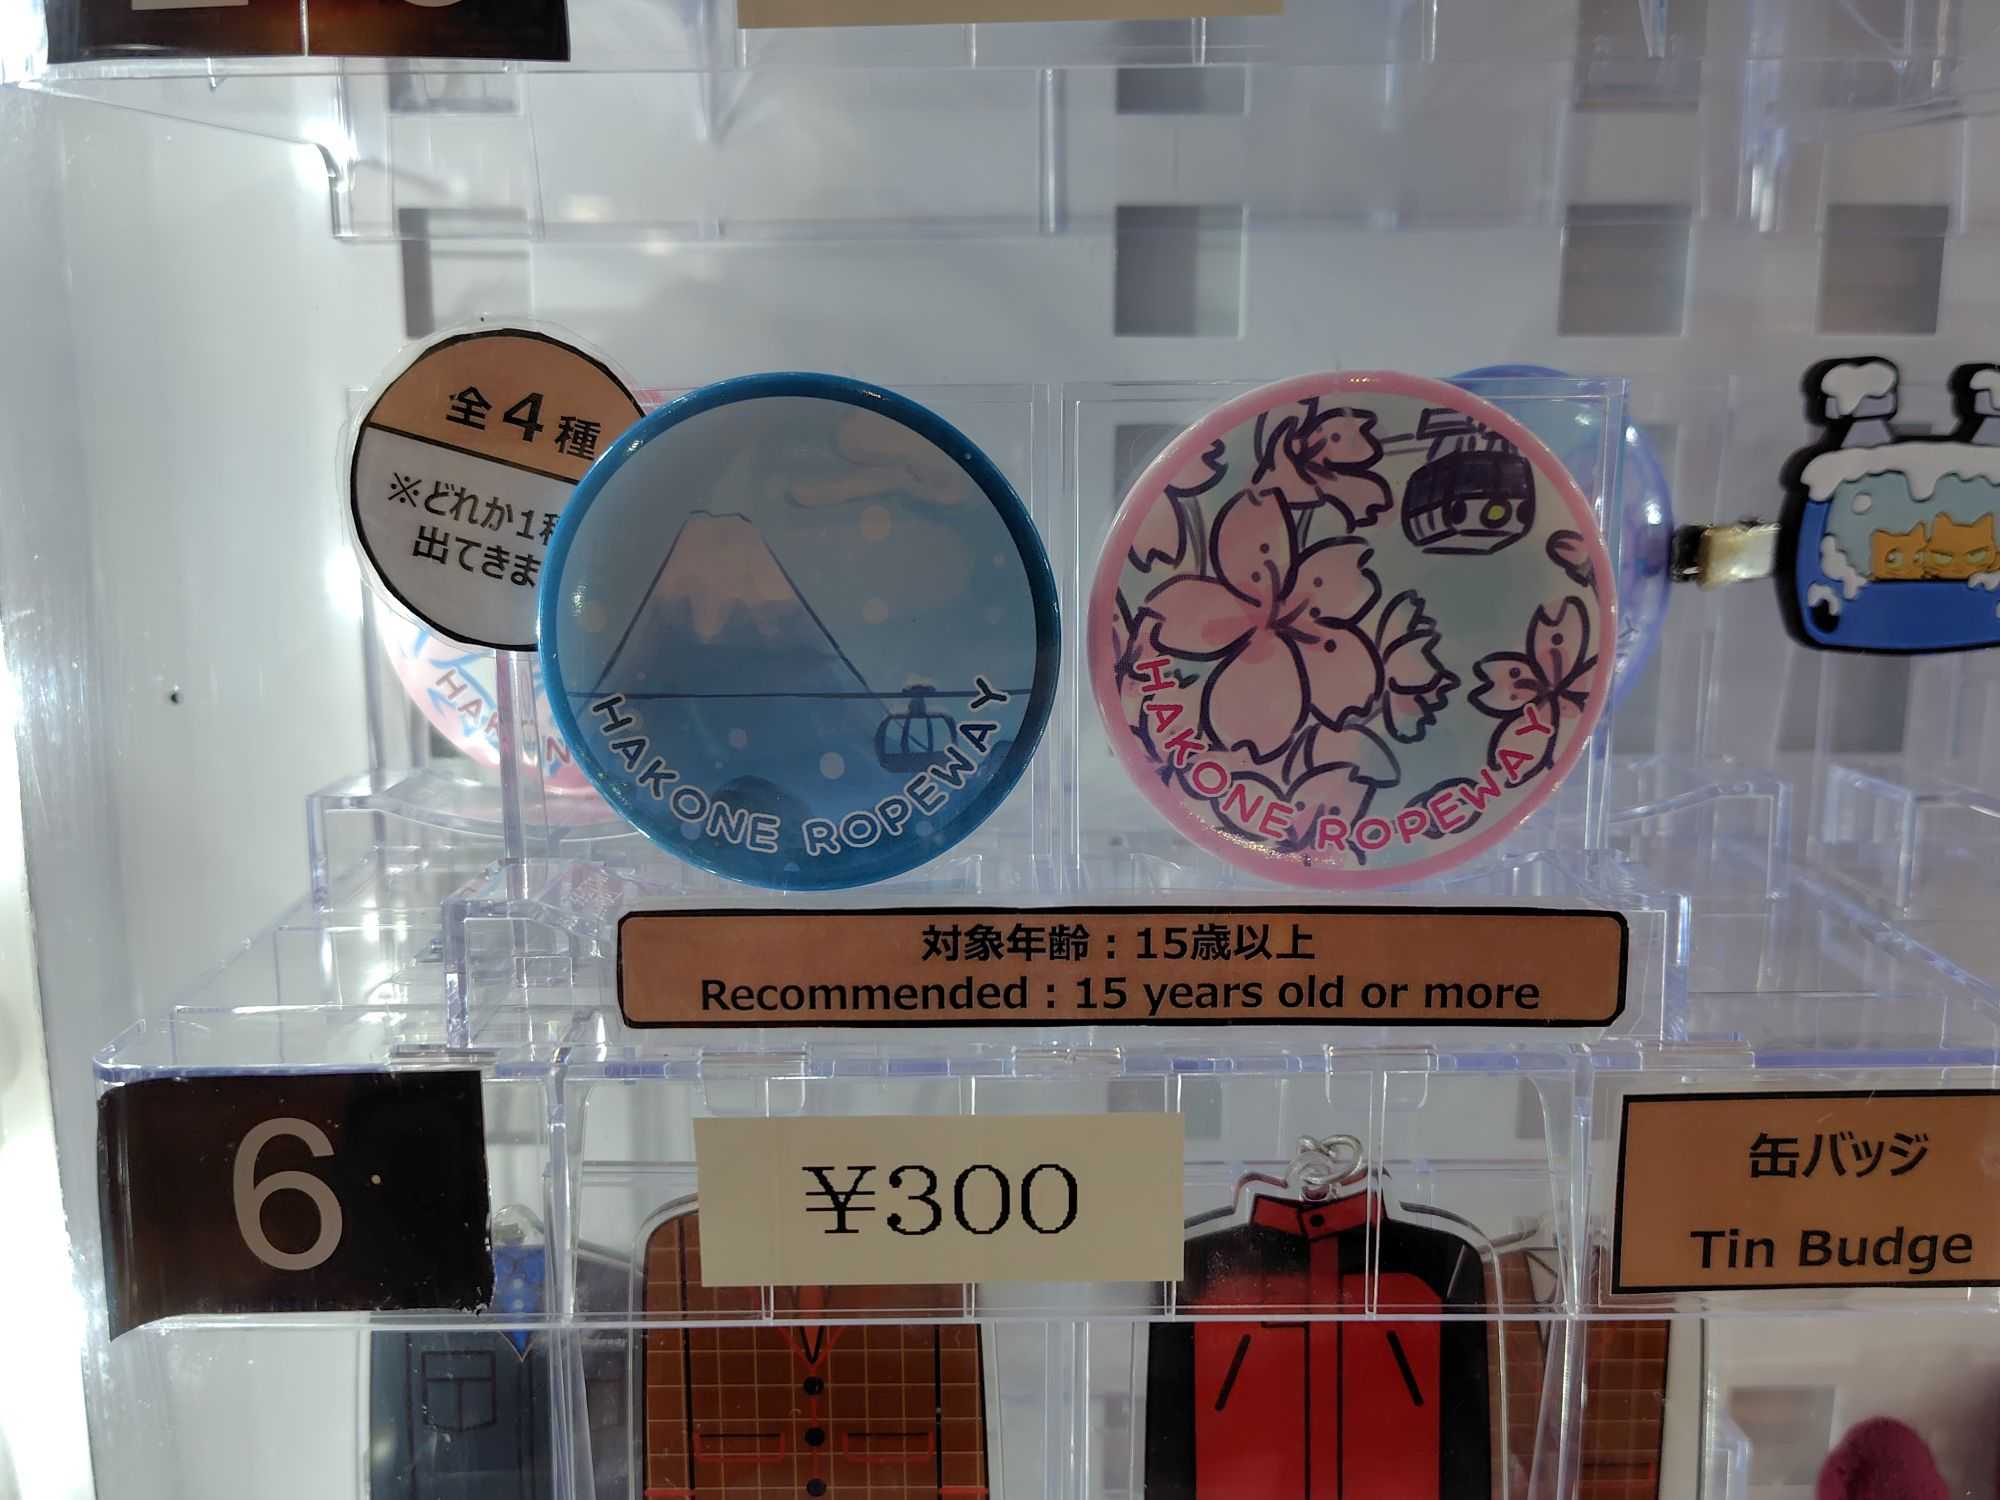 全4種
※どれか1種
出てきま
HAKONE ROPEWAY
HAKONE ROPEWAY
対象年齢：15歳以上
Recommended：15 years old or more
6
¥300
缶バッジ
Tin Budge